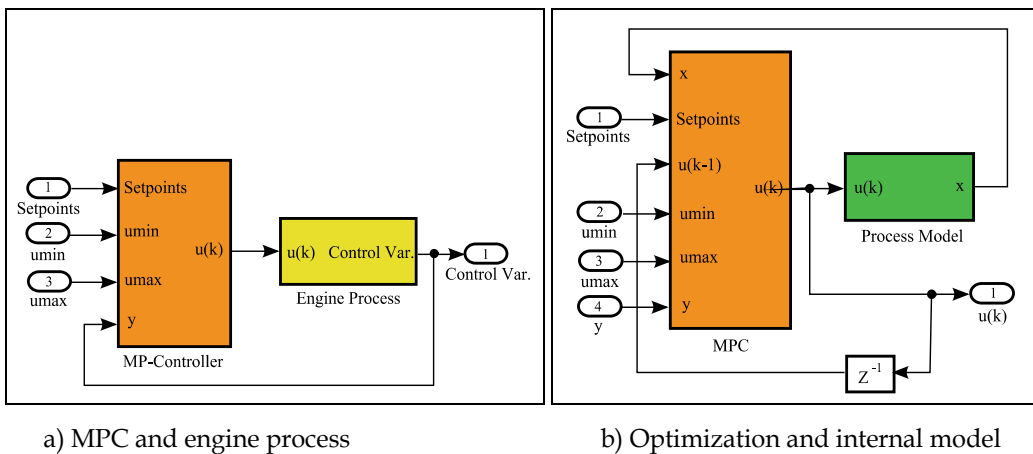 1
Setpoints
2
umin
3
umax
Setpoints
umin
umax
y
u(k)
MP-Controller
u(k) Control Var.
Engine Process
1
Control Var.
a) MPC and engine process
1
Setpoints
2
umin
3
umax
4
y
x
Setpoints
u(k-1)
umin
umax
y
u(k)
MPC
u(k) x
Process Model
1
u(k)
Z⁻¹
b) Optimization and internal model